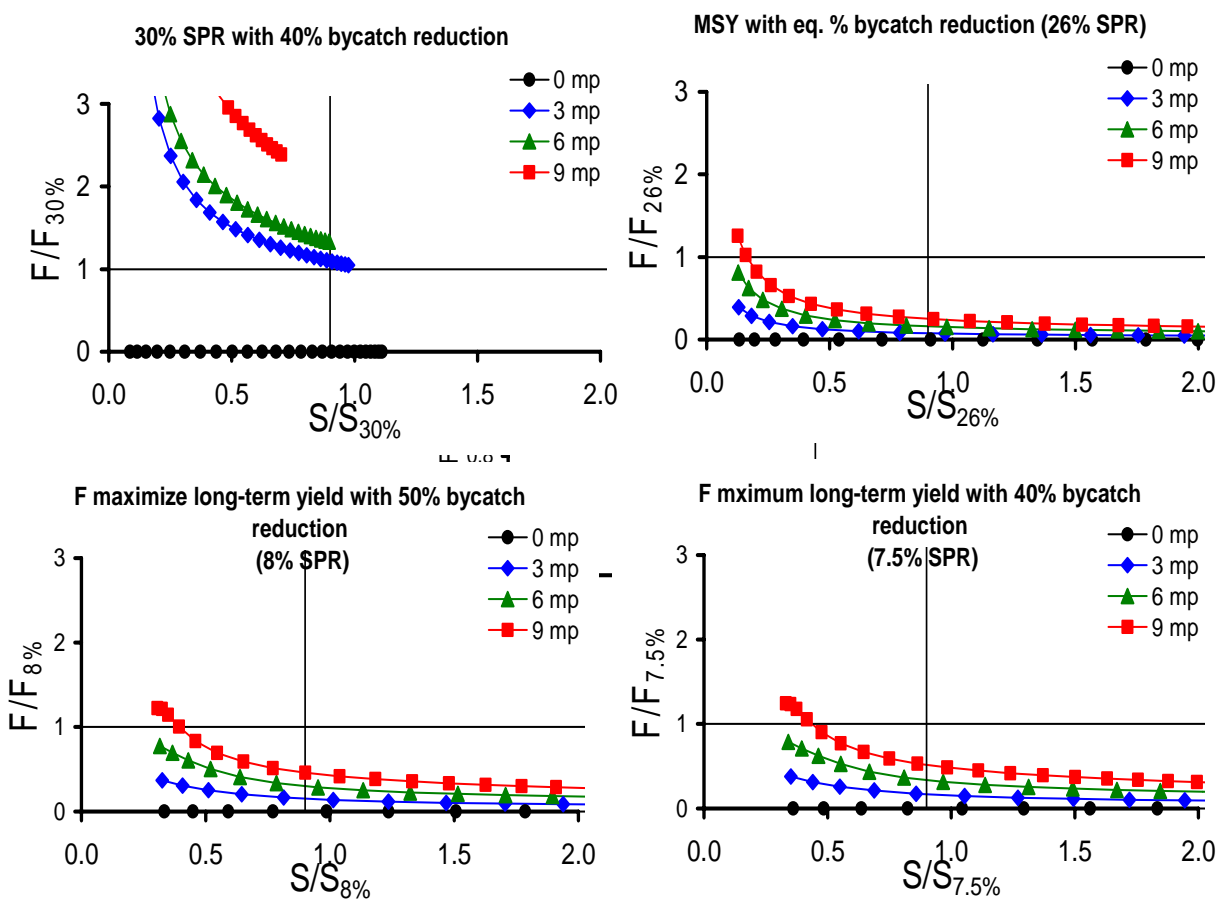 30% SPR with 40% bycatch reduction
0 mp
3 mp
6 mp
9 mp
3
2
1
0
F/F30%
0.0
0.5
1.0
1.5
2.0
S/S30%
MSY with eq. % bycatch reduction (26% SPR)
0 mp
3 mp
6 mp
9 mp
3
2
1
0
F/F26%
0.0
0.5
1.0
1.5
2.0
S/S26%
F maximize long-term yield with 50% bycatch
reduction
(8% SPR)
0 mp
3 mp
6 mp
9 mp
3
2
1
0
F/F8%
0.0
0.5
1.0
1.5
2.0
S/S8%
F mximum long-term yield with 40% bycatch
reduction
(7.5% SPR)
0 mp
3 mp
6 mp
9 mp
3
2
1
0
F/F7.5%
0.0
0.5
1.0
1.5
2.0
S/S7.5%